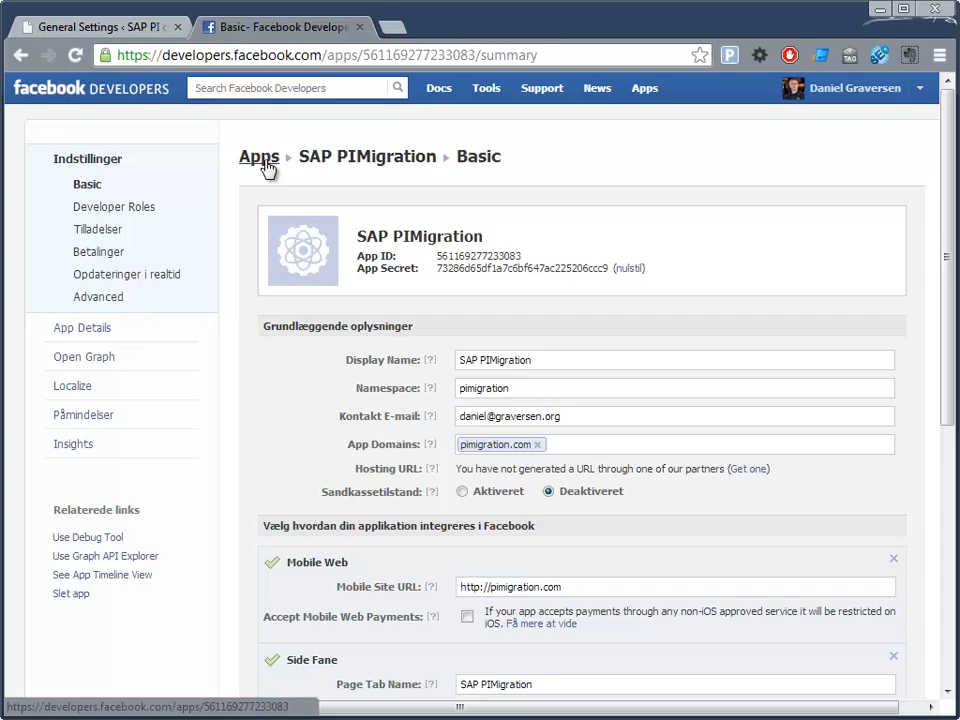 General Settings ‹ SAP PI
Basic- Facebook Develope
https://developers.facebook.com/apps/561169277233083/summary
facebook DEVELOPERS
Search Facebook Developers
Docs
Tools
Support
News
Apps
Daniel Graversen
Indstillinger
Basic
Developer Roles
Tilladelser
Betalinger
Opdateringer i realtid
Advanced
App Details
Open Graph
Localize
Påmindelser
Insights
Relaterede links
Use Debug Tool
Use Graph API Explorer
See App Timeline View
Slet app
Apps ▸ SAP PIMigration ▸ Basic
SAP PIMigration
App ID: 561169277233083
App Secret: 73286d65df1a7c6bf647ac225206ccc9 (nulstil)
Grundlæggende oplysninger
Display Name: [?] SAP PIMigration
Namespace: [?] pimigration
Kontakt E-mail: [?] daniel@graversen.org
App Domains: [?] pimigration.com ×
Hosting URL: [?] You have not generated a URL through one of our partners (Get one)
Sandkassetilstand: [?] Aktiveret Deaktiveret
Vælg hvordan din applikation integreres i Facebook
Mobile Web
Mobile Site URL: [?] http://pimigration.com
Accept Mobile Web Payments: [?] If your app accepts payments through any non-iOS approved service it will be restricted on
iOS. Få mere at vide
Side Fane
Page Tab Name: [?] SAP PIMigration
https://developers.facebook.com/apps/561169277233083